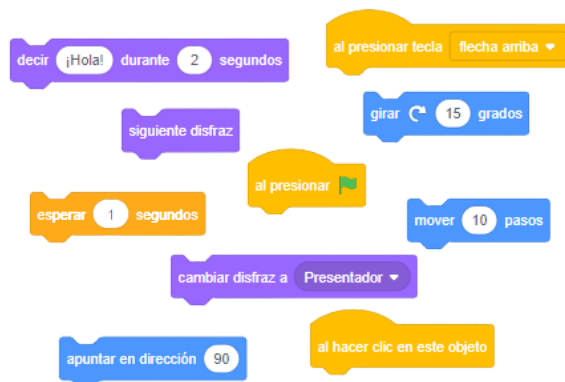 al presionar tecla flecha arriba
decir ¡Hola! durante 2 segundos
girar 15 grados
siguiente disfraz
al presionar
esperar 1 segundos
mover 10 pasos
cambiar disfraz a Presentador
al hacer clic en este objeto
apuntar en dirección 90